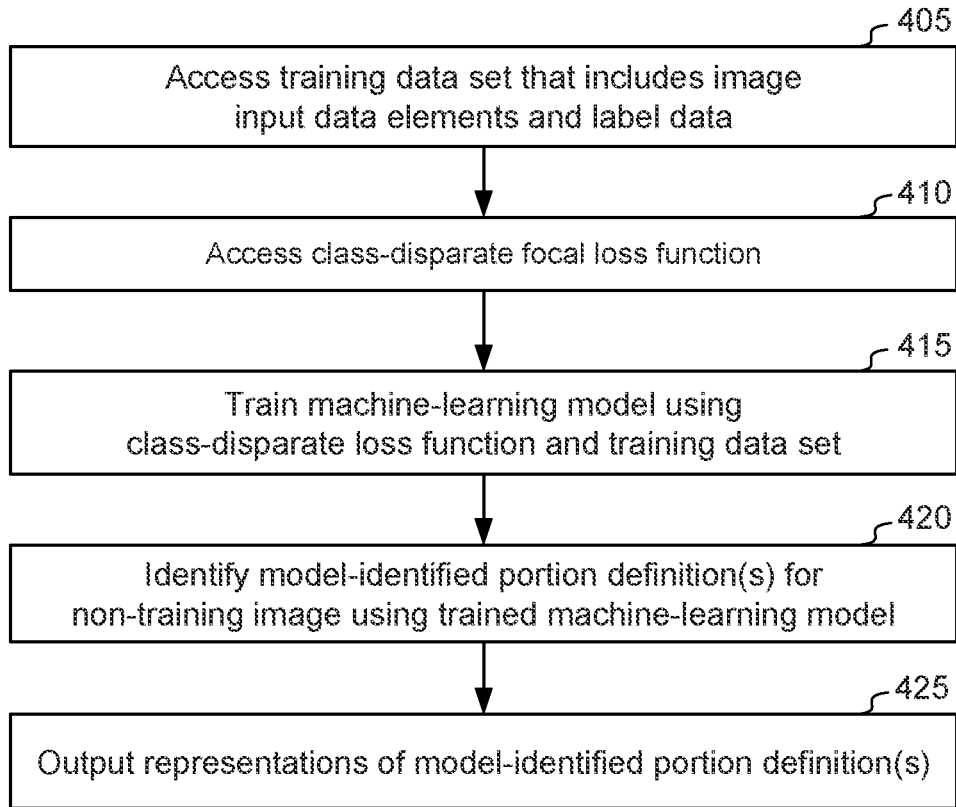 405
Access training data set that includes image
input data elements and label data
410
Access class-disparate focal loss function
415
Train machine-learning model using
class-disparate loss function and training data set
420
Identify model-identified portion definition(s) for
non-training image using trained machine-learning model
425
Output representations of model-identified portion definition(s)